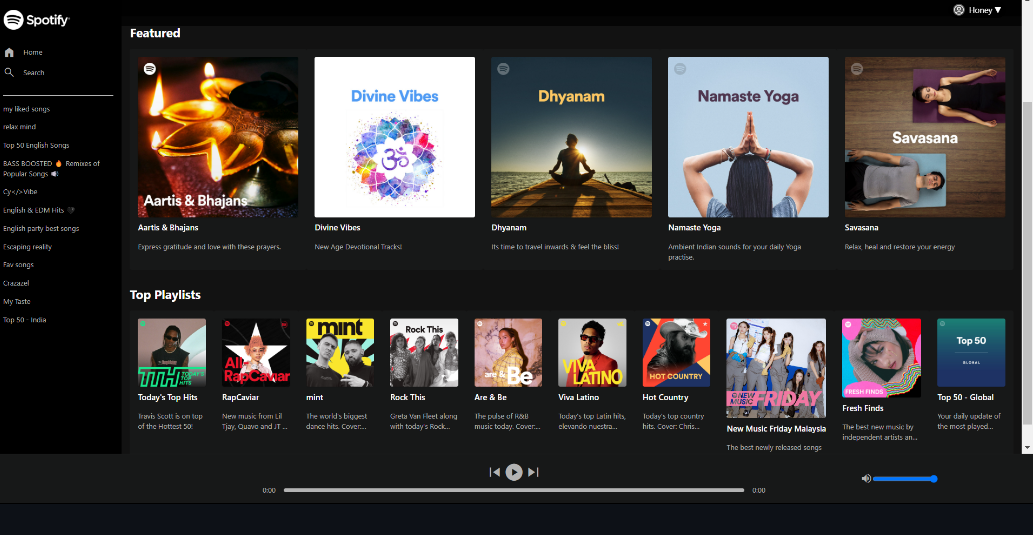 Spotify
Honey ▼
Home
Search
my liked songs
relax mind
Top 50 English Songs
BASS BOOSTED 🔥 Remixes of
Popular Songs 🔊
Cy</>Vibe
English & EDM Hits 🖤
English party best songs
Escaping reality
Fav songs
Crazazel
My Taste
Top 50 - India
Featured
Aartis & Bhajans
Divine Vibes
Dhyanam
Namaste Yoga
Savasana
Aartis & Bhajans
Divine Vibes
Dhyanam
Namaste Yoga
Savasana
Express gratitude and love with these prayers.
New Age Devotional Tracks!
Its time to travel inwards & feel the bliss!
Ambient Indian sounds for your daily Yoga
practise.
Relax, heal and restore your energy
Top Playlists
TTH TODAY'S TOP HITS
RapCaviar
mint
Rock This
are & Be
VIVA
LATINO
HOT COUNTRY
NEW
MUSIC FRIDAY
FRESH FINDS
Top 50
GLOBAL
Today's Top Hits
Travis Scott is on top
of the Hottest 50!
RapCaviar
New music from Lil
Tjay, Quavo and JT ...
mint
The world's biggest
dance hits. Cover:...
Rock This
Greta Van Fleet along
with today's Rock...
Are & Be
The pulse of R&B
music today. Cover:...
Viva Latino
Today's top Latin hits,
elevando nuestra...
Hot Country
Today's top country
hits. Cover: Chris...
New Music Friday Malaysia
The best newly released songs
Fresh Finds
The best new music by
independent artists an...
Top 50 - Global
Your daily update of
the most played...
0:00
0:00